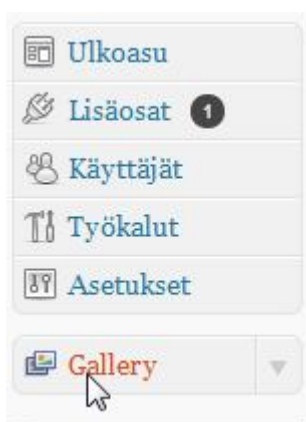 Ulkoasu
Lisäosat 1
Käyttäjät
Työkalut
Asetukset
Gallery